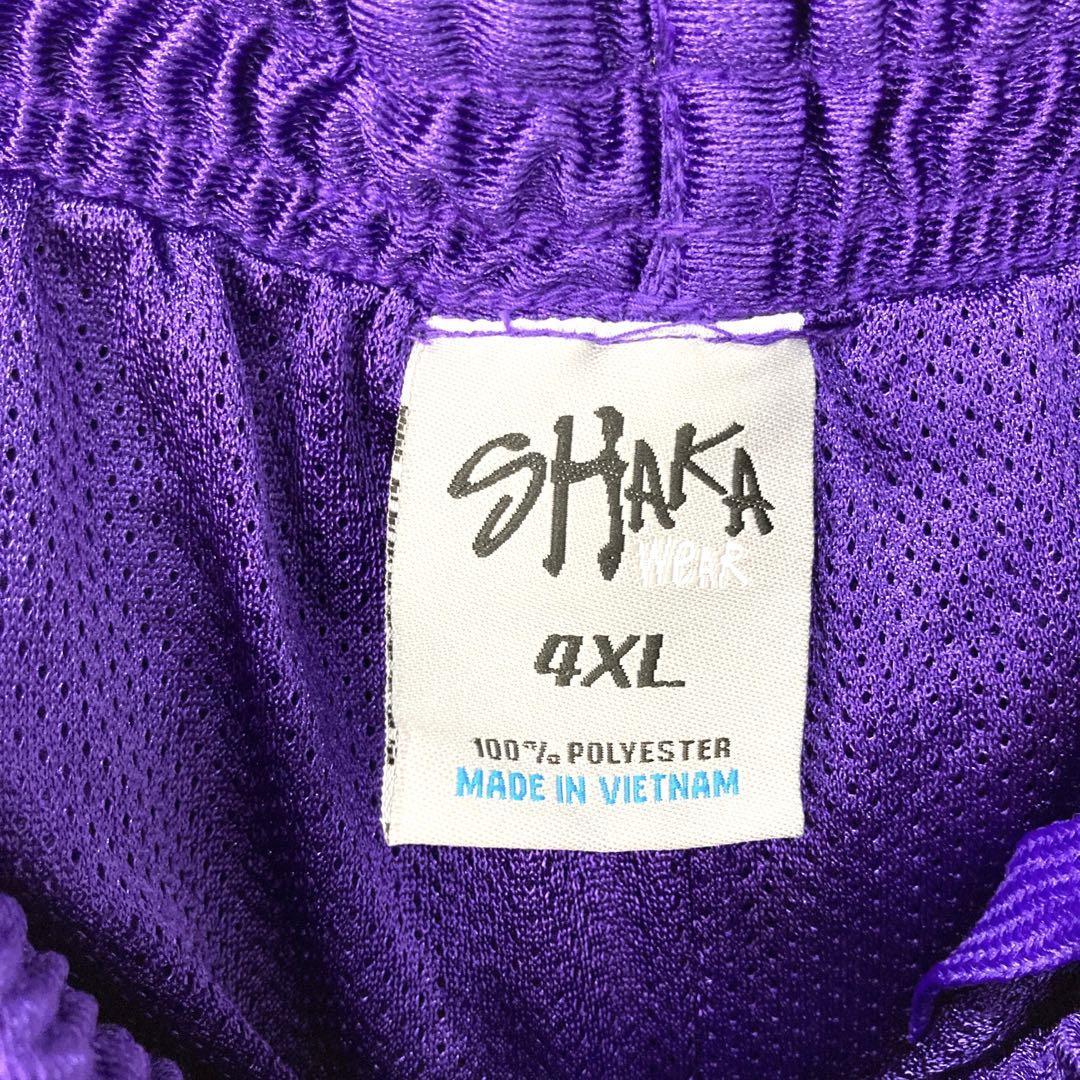 SHAKA
WEAR
4XL
100% POLYESTER
MADE IN VIETNAM